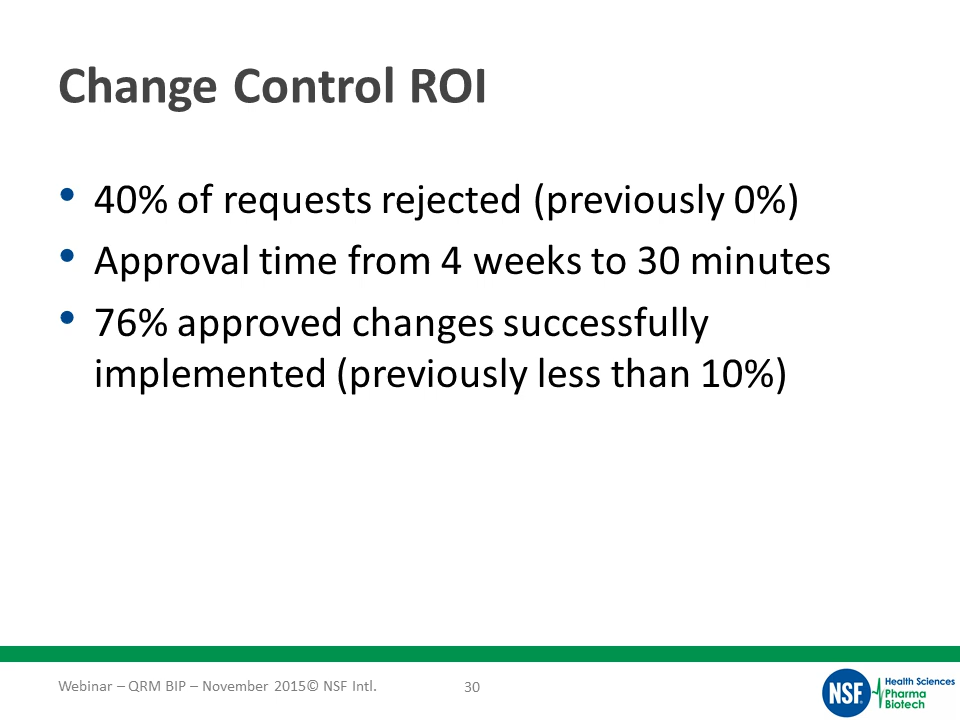 Change Control ROI
• 40% of requests rejected (previously 0%)
• Approval time from 4 weeks to 30 minutes
• 76% approved changes successfully
implemented (previously less than 10%)
Webinar – QRM BIP – November 2015© NSF Intl.
30
NSF
Health Sciences
Pharma
Biotech